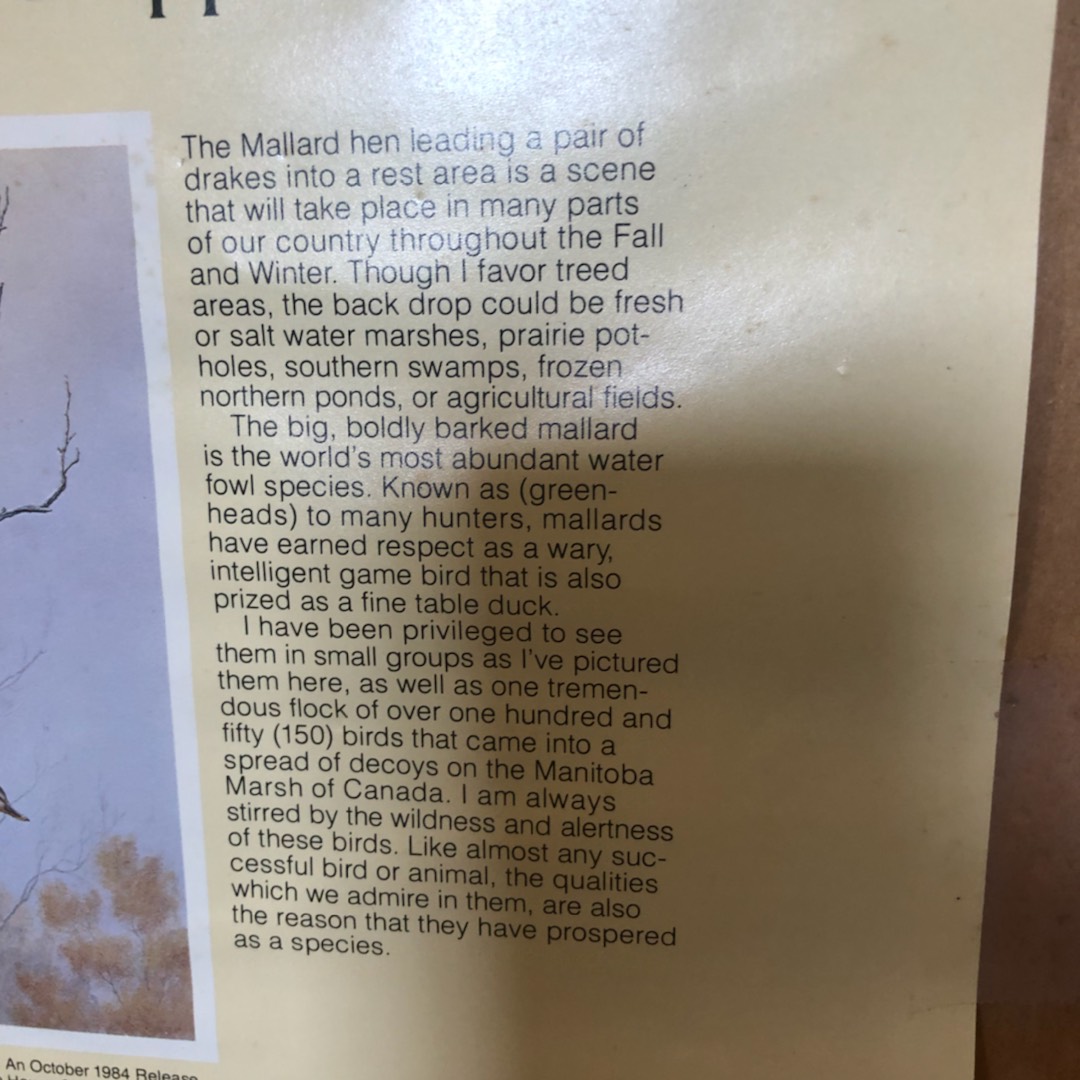 The Mallard hen leading a pair of
drakes into a rest area is a scene
that will take place in many parts
of our country throughout the Fall
and Winter. Though I favor treed
areas, the back drop could be fresh
or salt water marshes, prairie pot-
holes, southern swamps, frozen
northern ponds, or agricultural fields.
The big, boldly barked mallard
is the world's most abundant water
fowl species. Known as (green-
heads) to many hunters, mallards
have earned respect as a wary,
intelligent game bird that is also
prized as a fine table duck.
I have been privileged to see
them in small groups as I've pictured
them here, as well as one tremen-
dous flock of over one hundred and
fifty (150) birds that came into a
spread of decoys on the Manitoba
Marsh of Canada. I am always
stirred by the wildness and alertness
of these birds. Like almost any suc-
cessful bird or animal, the qualities
which we admire in them, are also
the reason that they have prospered
as a species.
An October 1984 Release